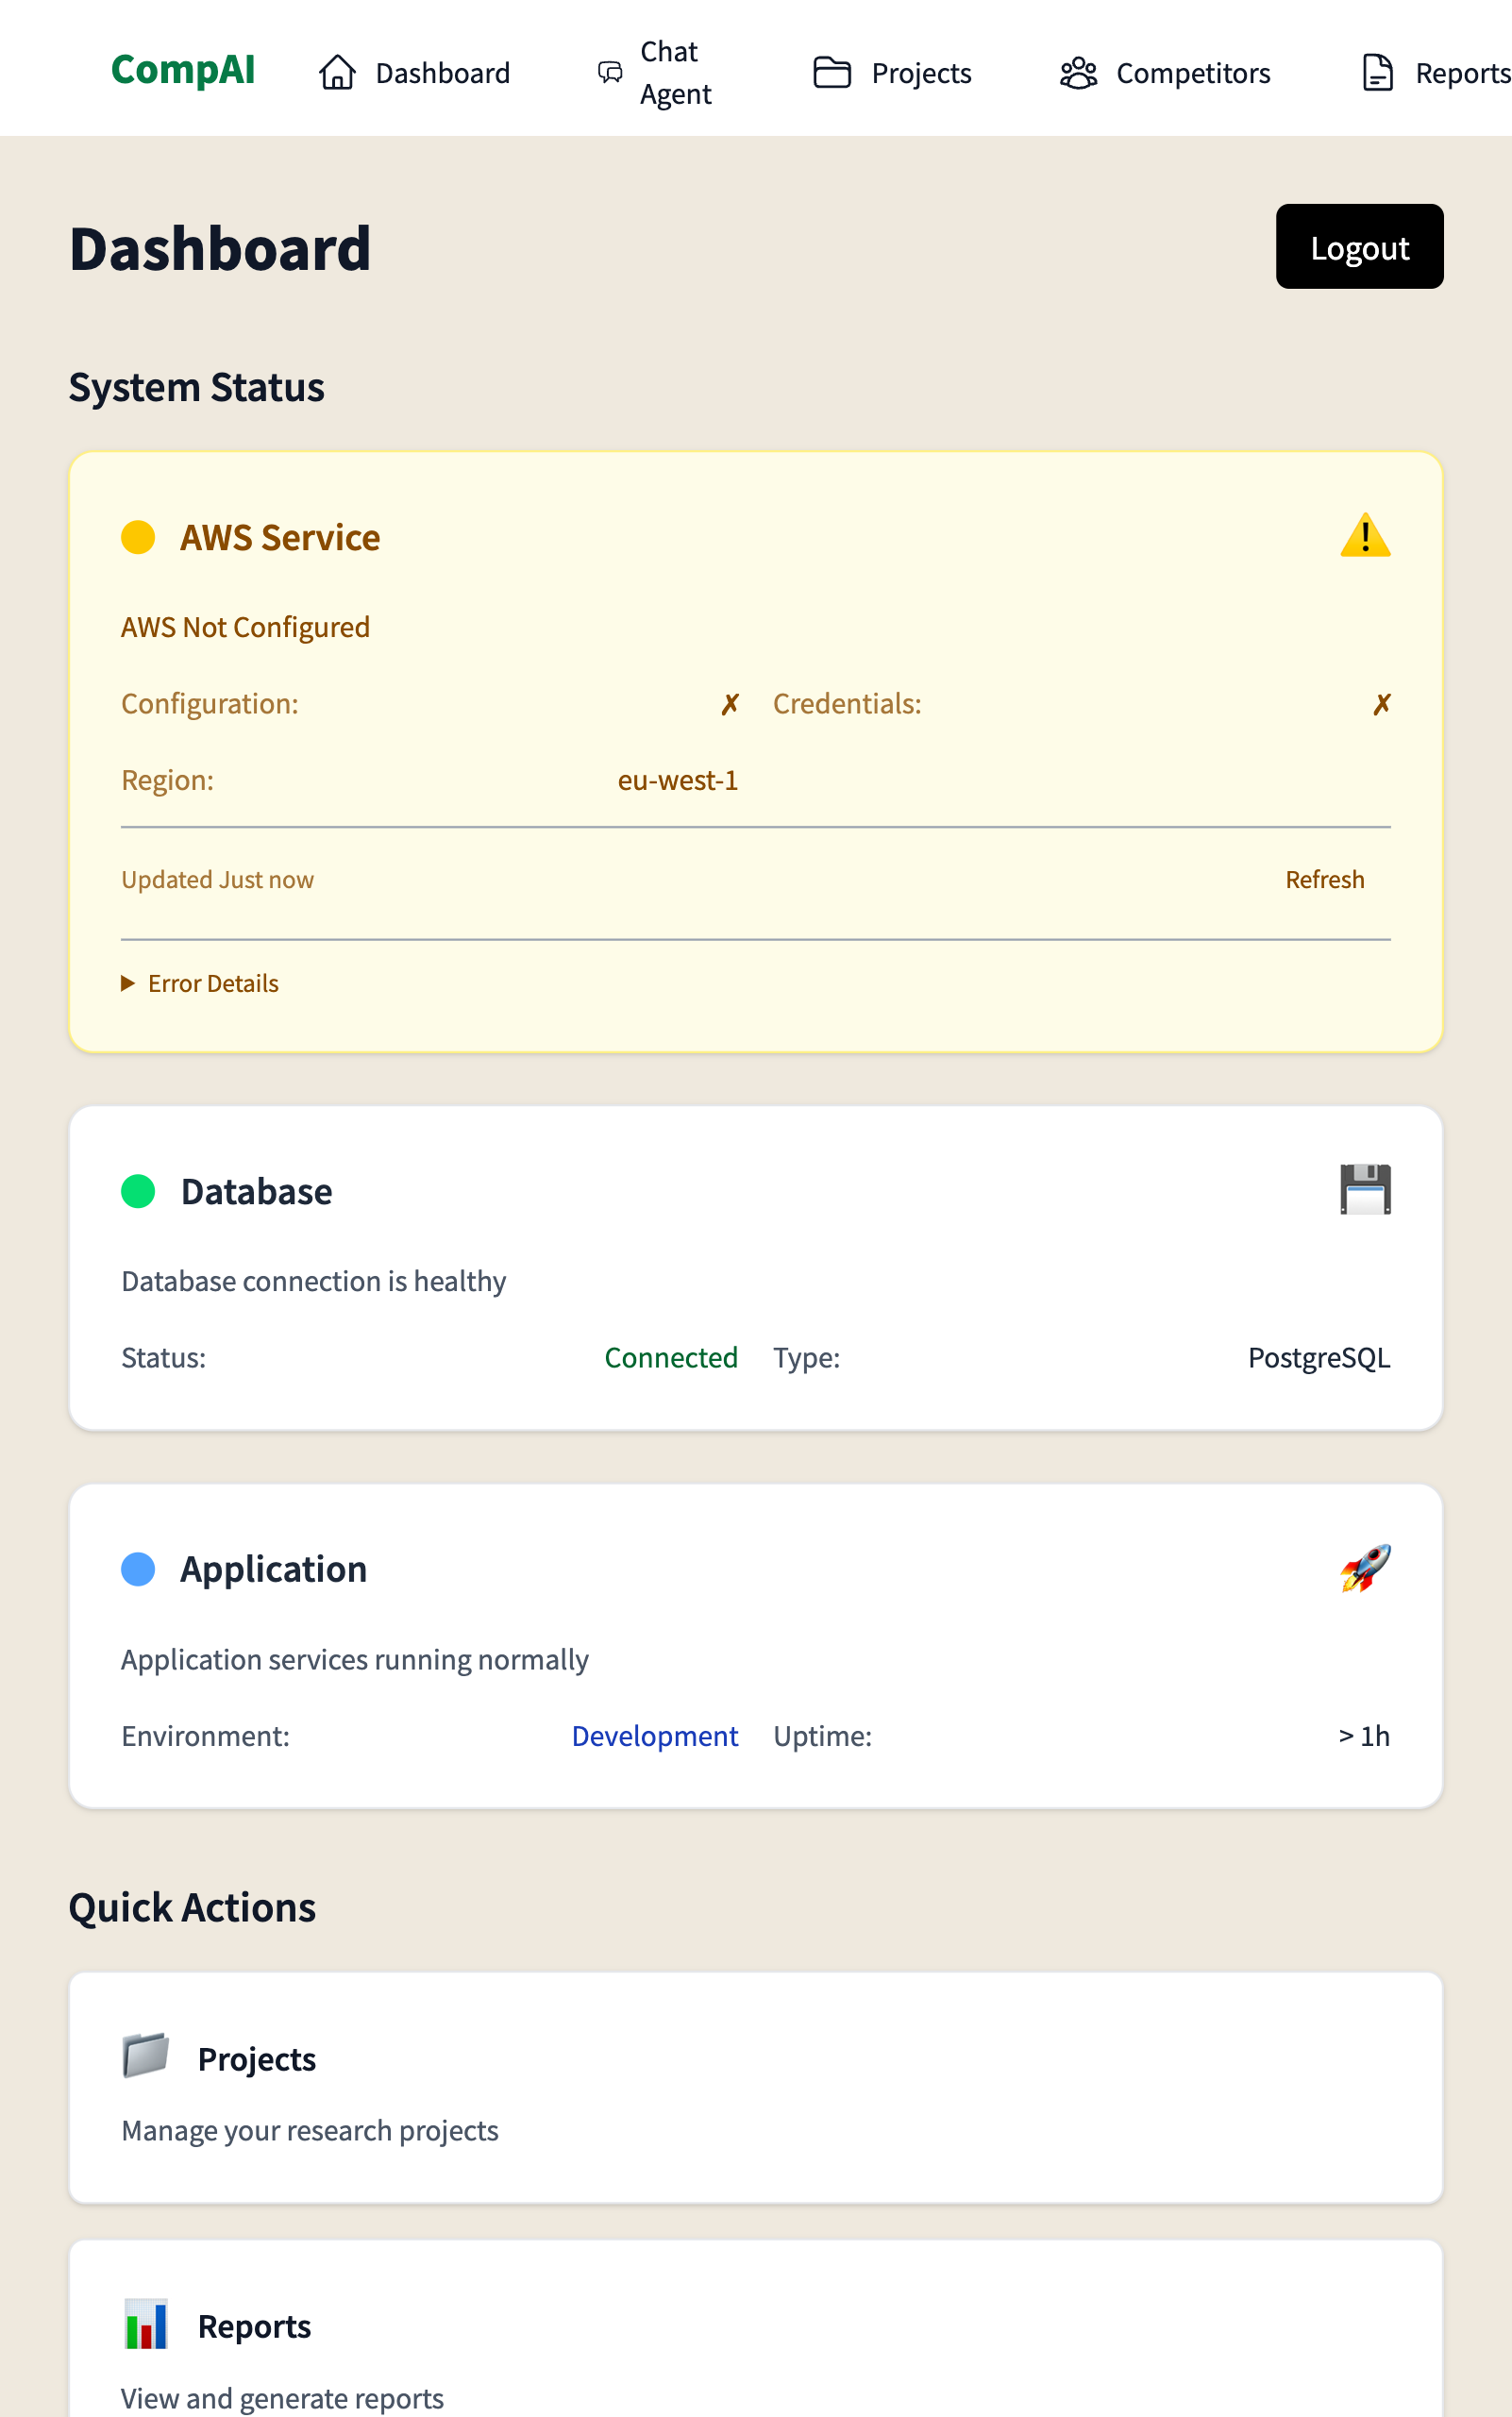 CompAI
Dashboard
Chat
Agent
Projects
Competitors
Reports
Dashboard
Logout
System Status
AWS Service
AWS Not Configured
Configuration: ✗ Credentials: ✗
Region: eu-west-1
Updated Just now Refresh
Error Details
Database
Database connection is healthy
Status: Connected Type: PostgreSQL
Application
Application services running normally
Environment: Development Uptime: > 1h
Quick Actions
Projects
Manage your research projects
Reports
View and generate reports